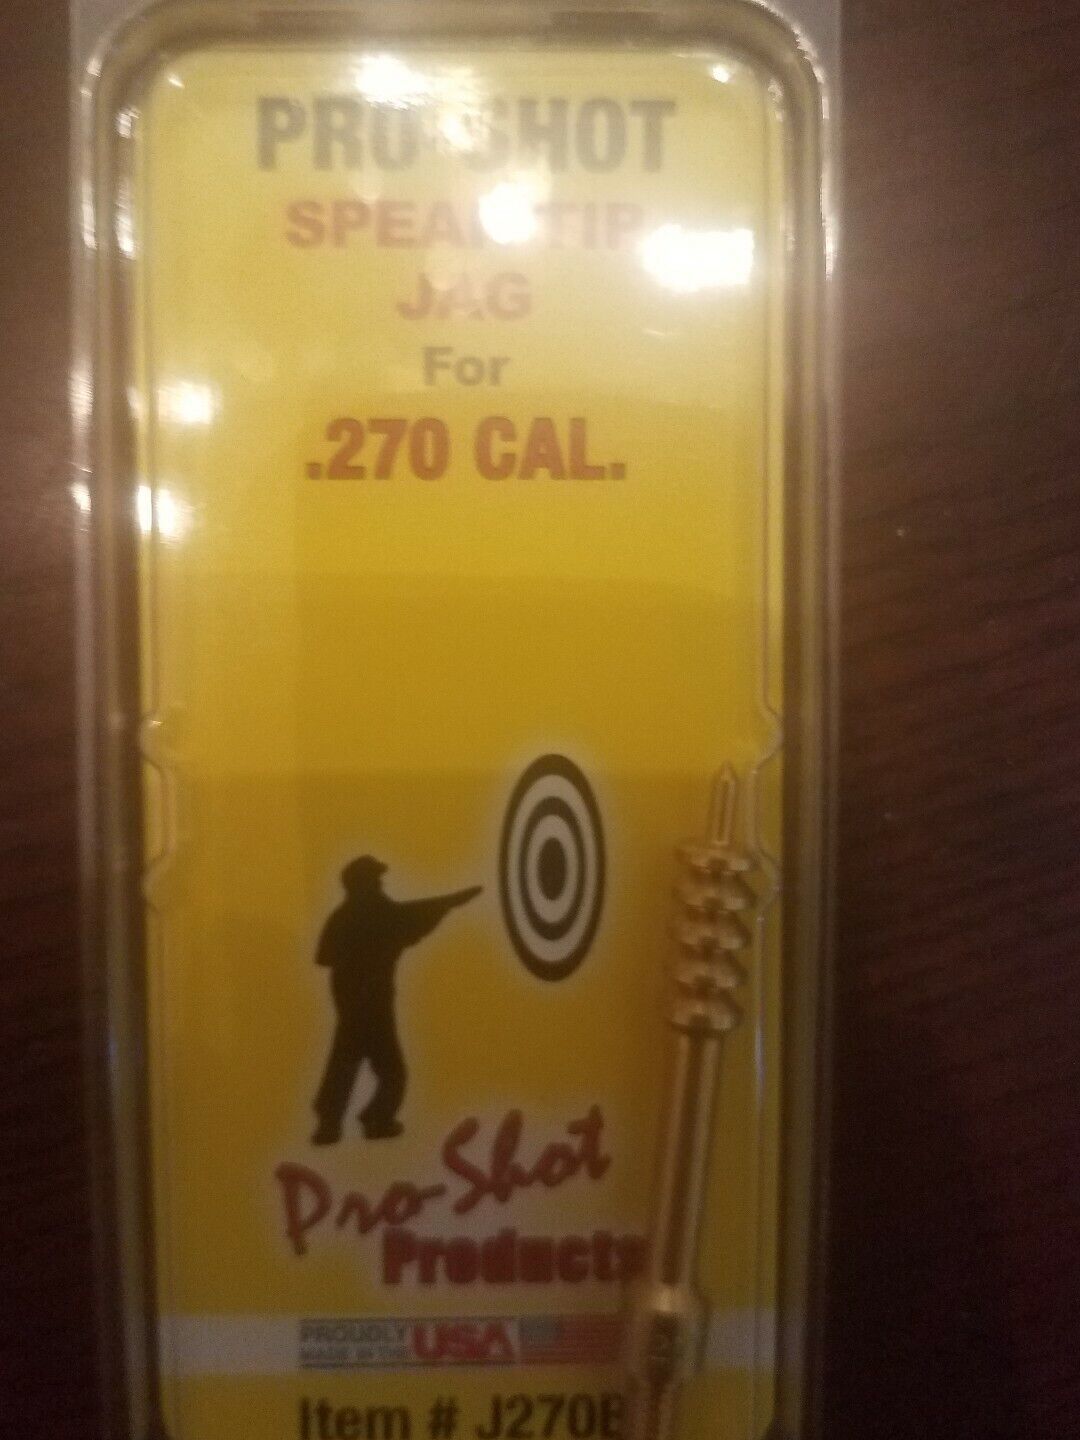 PRO-SHOT
SPEAR TIP
JAG
For
.270 CAL.
Pro-Shot
Products
PROUDLY
MADE IN THE
USA
Item # J270B